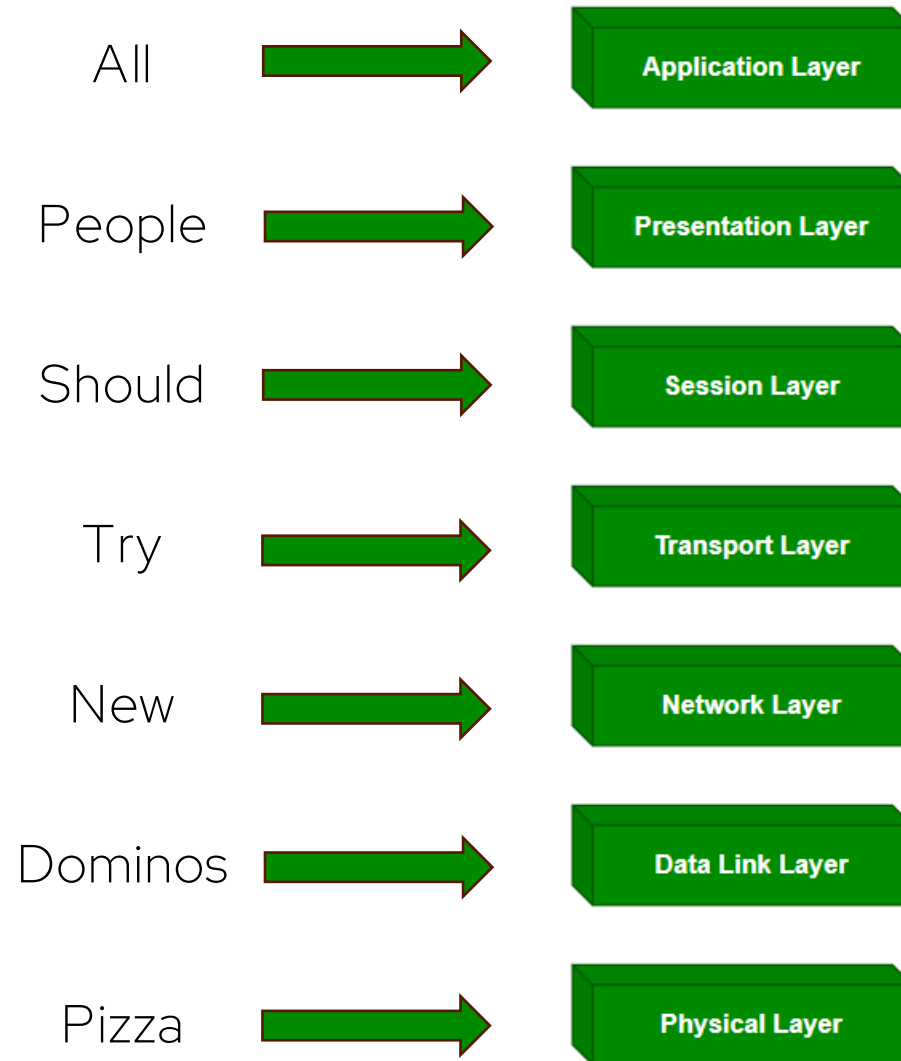 All
Application Layer
People
Presentation Layer
Should
Session Layer
Try
Transport Layer
New
Network Layer
Dominos
Data Link Layer
Pizza
Physical Layer